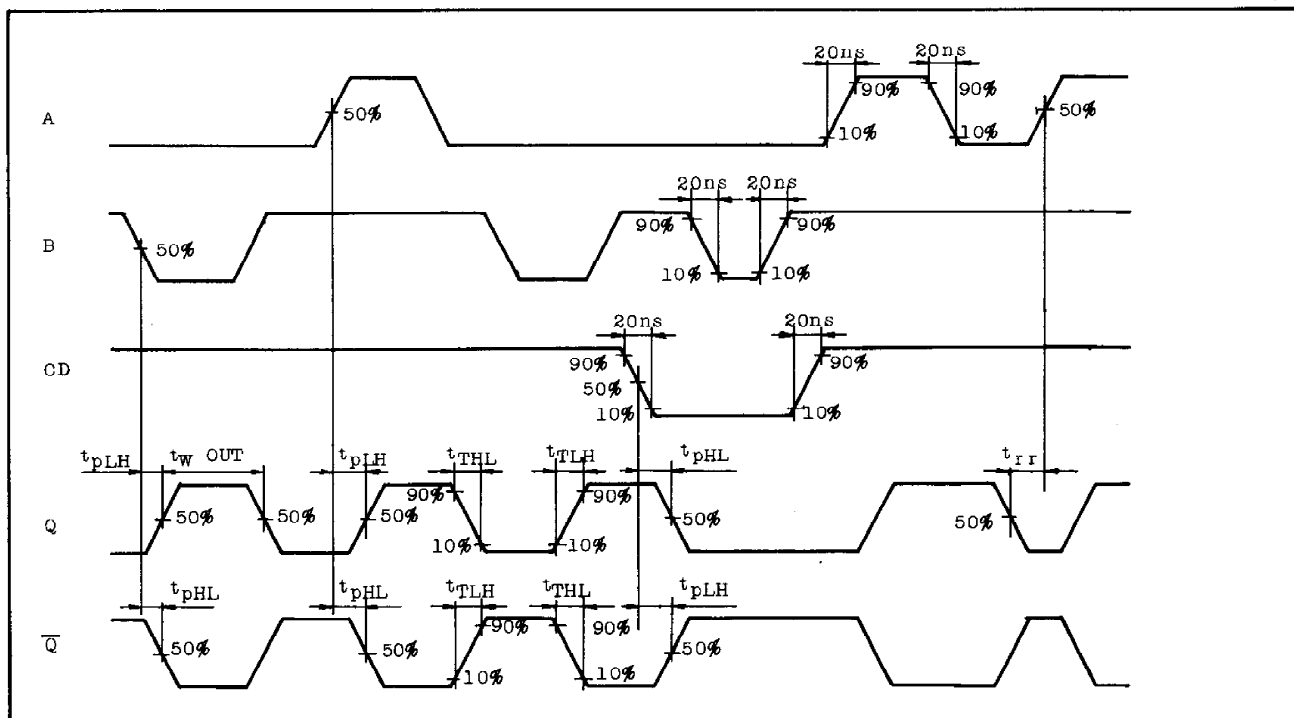 20ns 20ns
A 50% 90% 10% 90% 10% 50%
20ns 20ns
B 50% 90% 10% 10% 90%
20ns 20ns
CD 90% 50% 10% 90% 10%
tpLH tW OUT tpLH tTHL tTLH tpHL trr
Q 50% 50% 50% 90% 10% 90% 10% 50% 50%
tpHL tpHL tTLH tTHL tpLH
Q̅ 50% 50% 90% 10% 90% 10% 50%